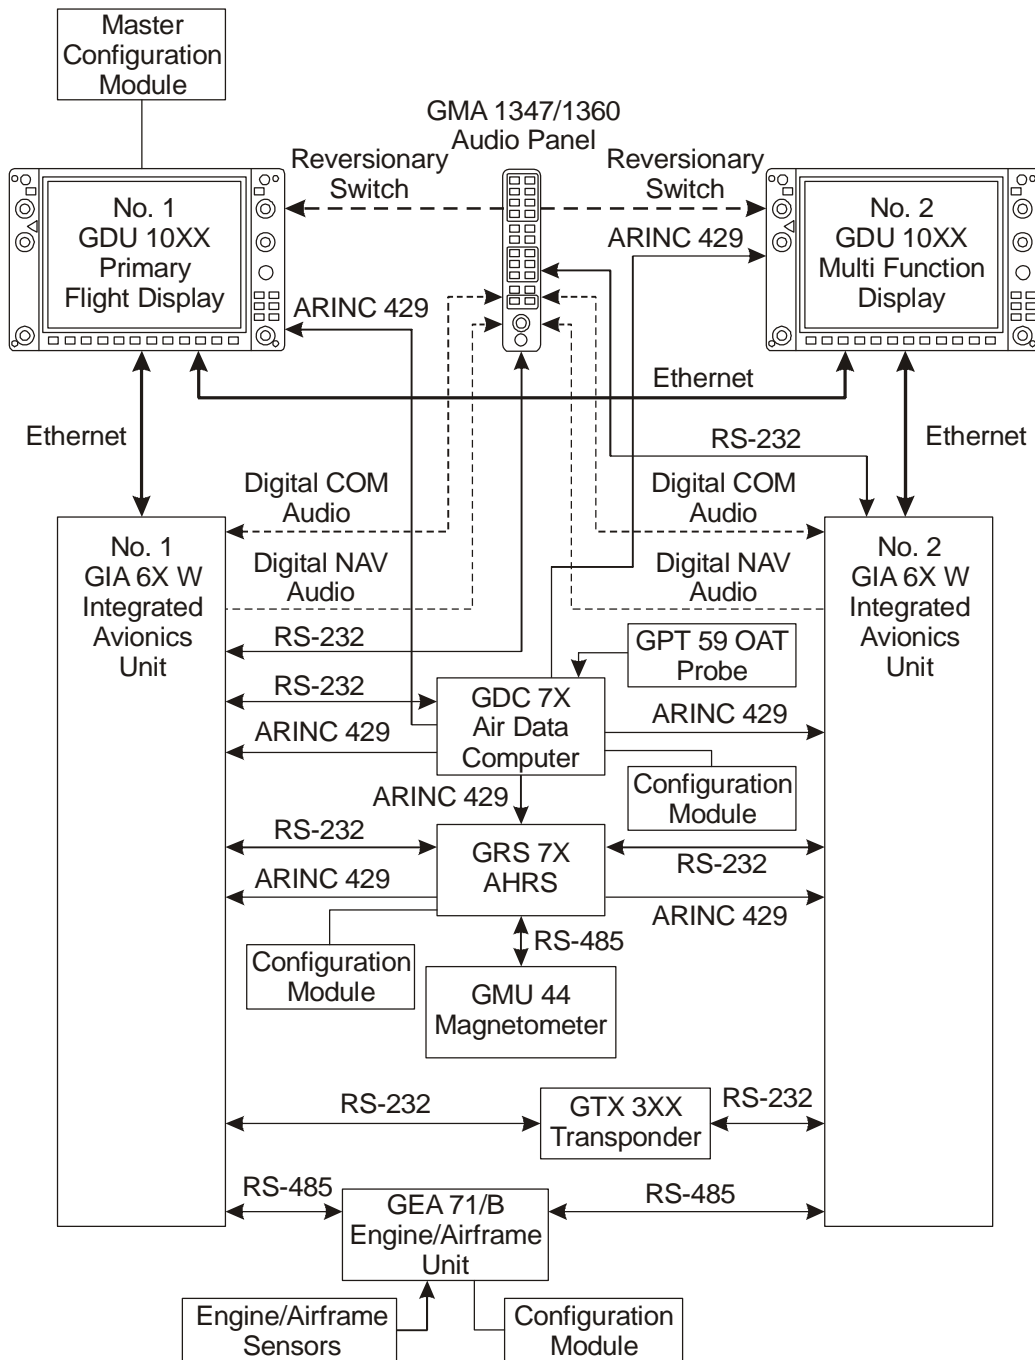 Master
Configuration
Module
GMA 1347/1360
Audio Panel
Reversionary
Switch
Reversionary
Switch
No. 1
GDU 10XX
Primary
Flight Display
No. 2
GDU 10XX
Multi Function
Display
ARINC 429
ARINC 429
Ethernet
Ethernet
Ethernet
RS-232
Digital COM
Audio
Digital COM
Audio
No. 1
GIA 6X W
Integrated
Avionics
Unit
No. 2
GIA 6X W
Integrated
Avionics
Unit
Digital NAV
Audio
Digital NAV
Audio
RS-232
GPT 59 OAT
Probe
RS-232
GDC 7X
Air Data
Computer
ARINC 429
ARINC 429
Configuration
Module
ARINC 429
RS-232
GRS 7X
AHRS
RS-232
ARINC 429
ARINC 429
Configuration
Module
RS-485
GMU 44
Magnetometer
RS-232
GTX 3XX
Transponder
RS-232
RS-485
GEA 71/B
Engine/Airframe
Unit
RS-485
Engine/Airframe
Sensors
Configuration
Module